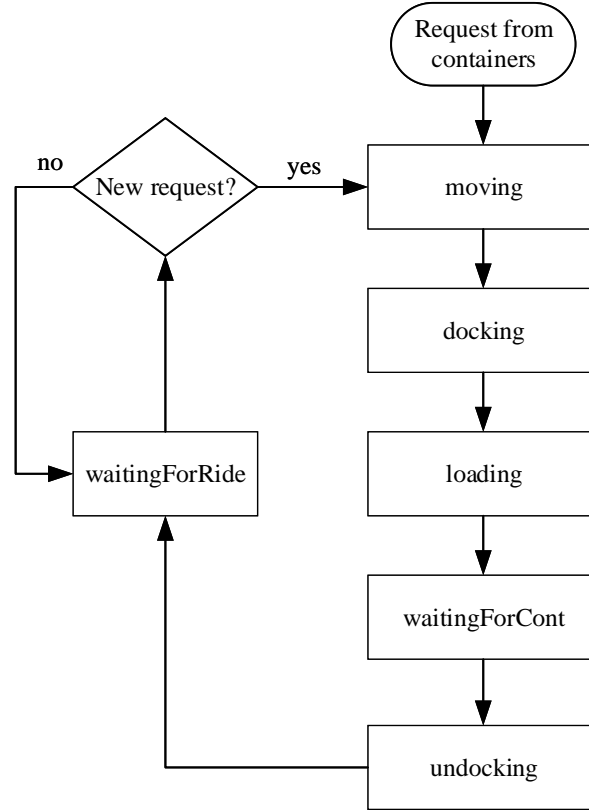 Request from
containers
no
New request?
yes
moving
docking
waitingForRide
loading
waitingForCont
undocking